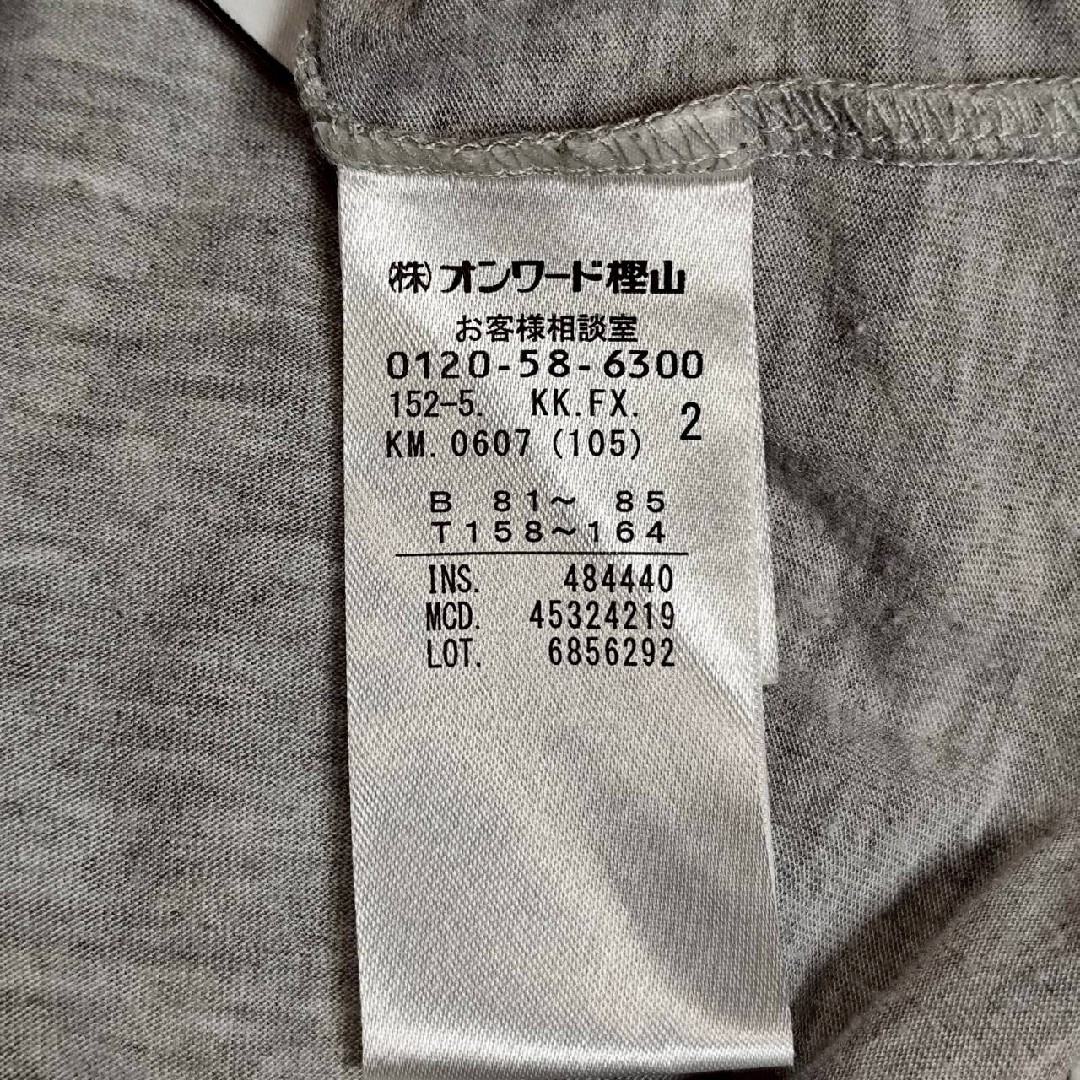 ㈱オンワード樫山
お客様相談室
0120-58-6300
152-5. KK.FX. 2
KM. 0607 (105)
B 81～ 85
T158～164
INS. 484440
MCD. 45324219
LOT. 6856292